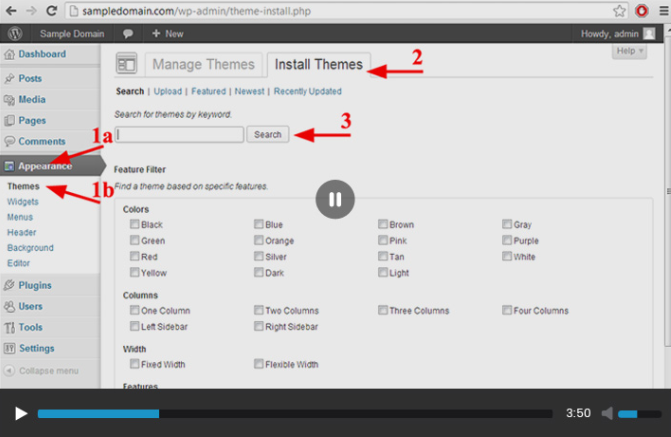 sampledomain.com/wp-admin/theme-install.php
Sample Domain + New Howdy, admin
Help
Dashboard
Posts
Media
Pages
Comments
1a
Appearance
Themes
1b
Widgets
Menus
Header
Background
Editor
Plugins
Users
Tools
Settings
Collapse menu
Manage Themes Install Themes
2
Search | Upload | Featured | Newest | Recently Updated
Search for themes by keyword.
Search
3
Feature Filter
Find a theme based on specific features.
Colors
Black Blue Brown Gray
Green Orange Pink Purple
Red Silver Tan White
Yellow Dark Light
Columns
One Column Two Columns Three Columns Four Columns
Left Sidebar Right Sidebar
Width
Fixed Width Flexible Width
Features
3:50